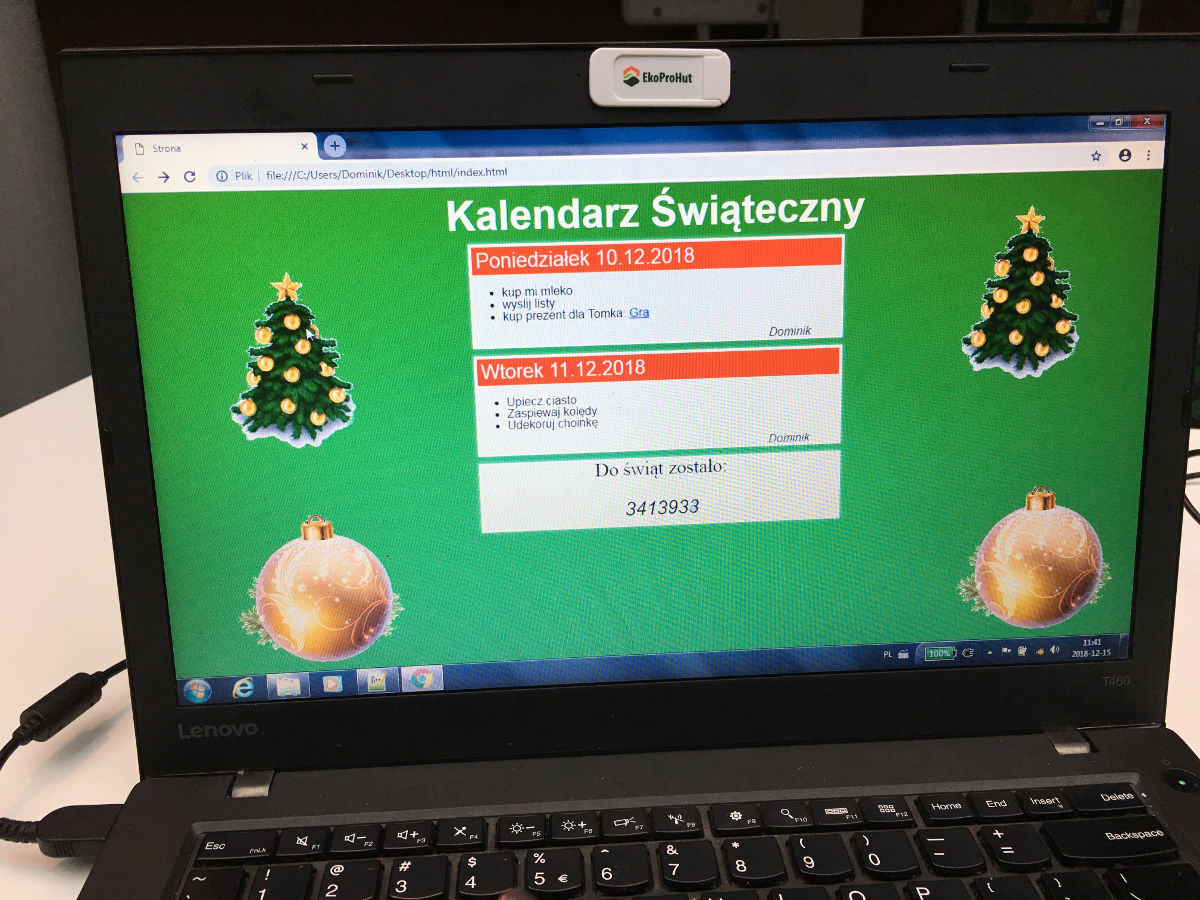 EkoProHut
Strona
Plik | file:///C:/Users/Dominik/Desktop/html/index.html
Kalendarz Świąteczny
Poniedziałek 10.12.2018
kup mi mleko
wyslij listy
kup prezent dla Tomka: Gra
Dominik
Wtorek 11.12.2018
Upiecz ciasto
Zaspiewaj kolędy
Udekoruj choinkę
Dominik
Do świąt zostało:
3413933
PL 100% 11:41
2018-12-15
Lenovo
T460
Esc FnLk F1 F2 F3 F4 F5 F6 F7 F8 F9 F10 F11 F12 Home End Insert Delete
~ ! @ # $ % ^ & * ( ) — + Backspace
1 2 3 4 5 € 6 7 8 9 0 - =
O P